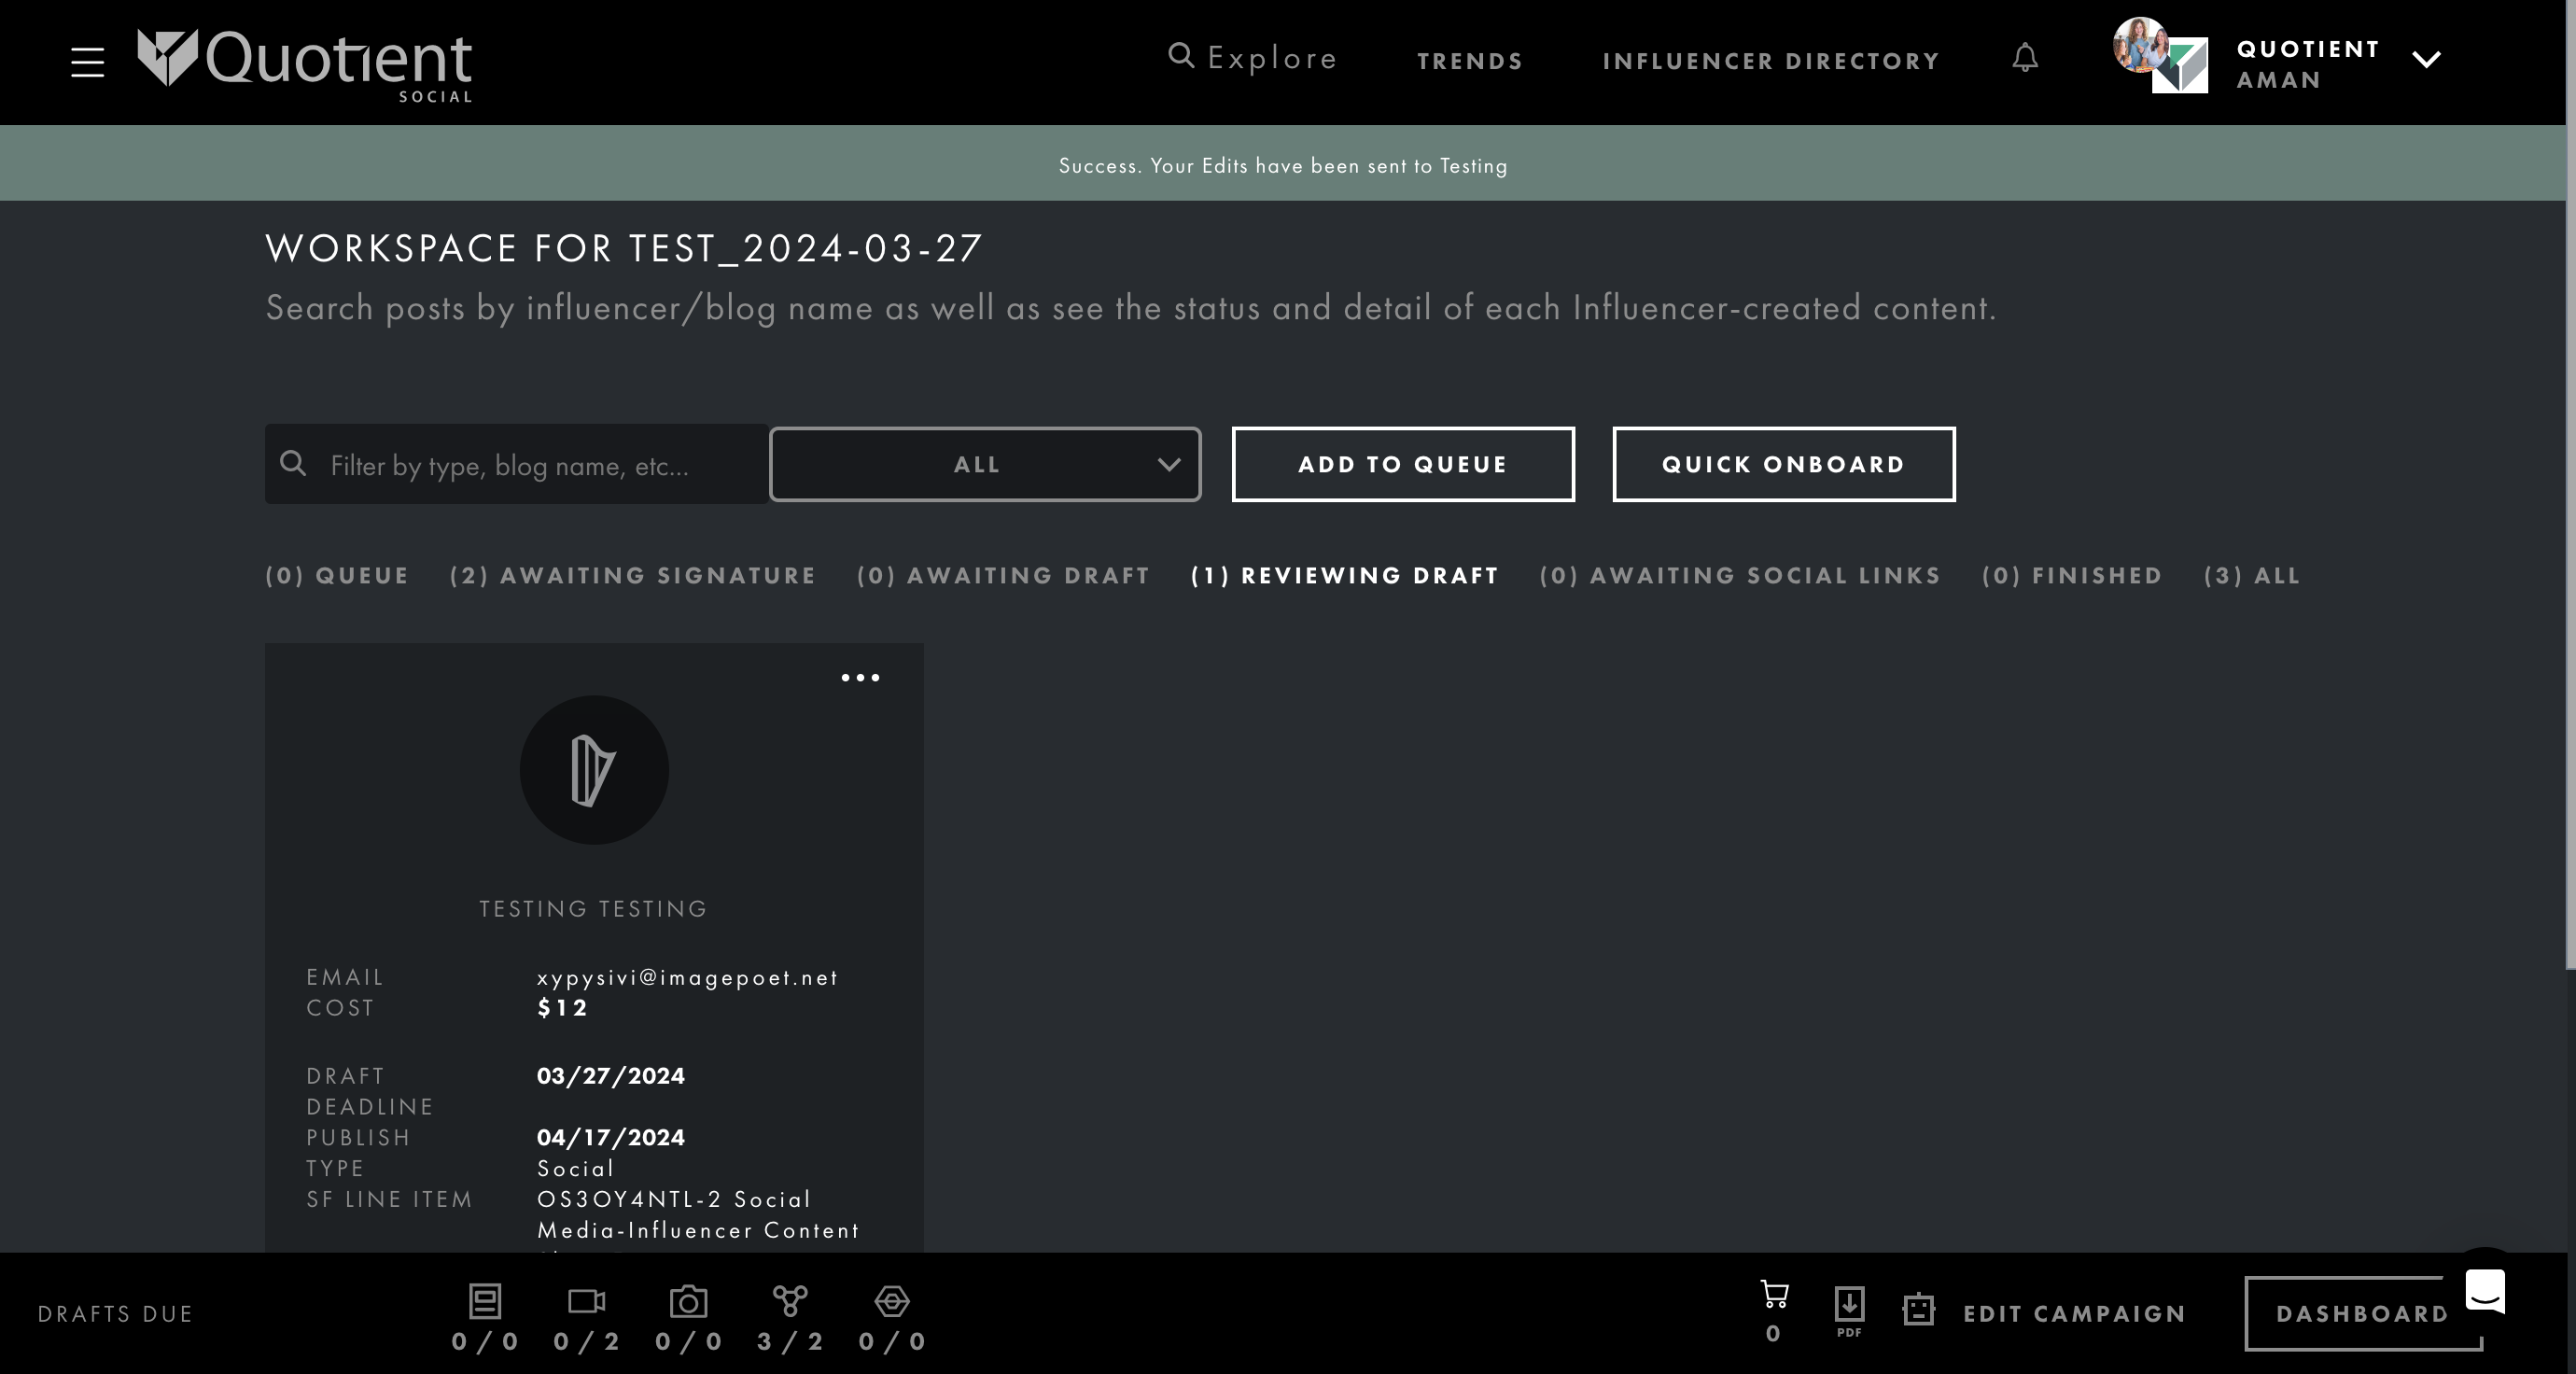 Quotient
SOCIAL
Explore
TRENDS
INFLUENCER DIRECTORY
QUOTIENT
AMAN
Success. Your Edits have been sent to Testing
WORKSPACE FOR TEST_2024-03-27
Search posts by influencer/blog name as well as see the status and detail of each Influencer-created content.
Filter by type, blog name, etc...
ALL
ADD TO QUEUE
QUICK ONBOARD
(0) QUEUE (2) AWAITING SIGNATURE (0) AWAITING DRAFT (1) REVIEWING DRAFT (0) AWAITING SOCIAL LINKS (0) FINISHED (3) ALL
TESTING TESTING
EMAIL xypysivi@imagepoet.net
COST $12
DRAFT 03/27/2024
DEADLINE
PUBLISH 04/17/2024
TYPE Social
SF LINE ITEM OS3OY4NTL-2 Social
Media-Influencer Content
DRAFTS DUE
0/0 0/2 0/0 3/2 0/0
0
PDF
EDIT CAMPAIGN
DASHBOARD